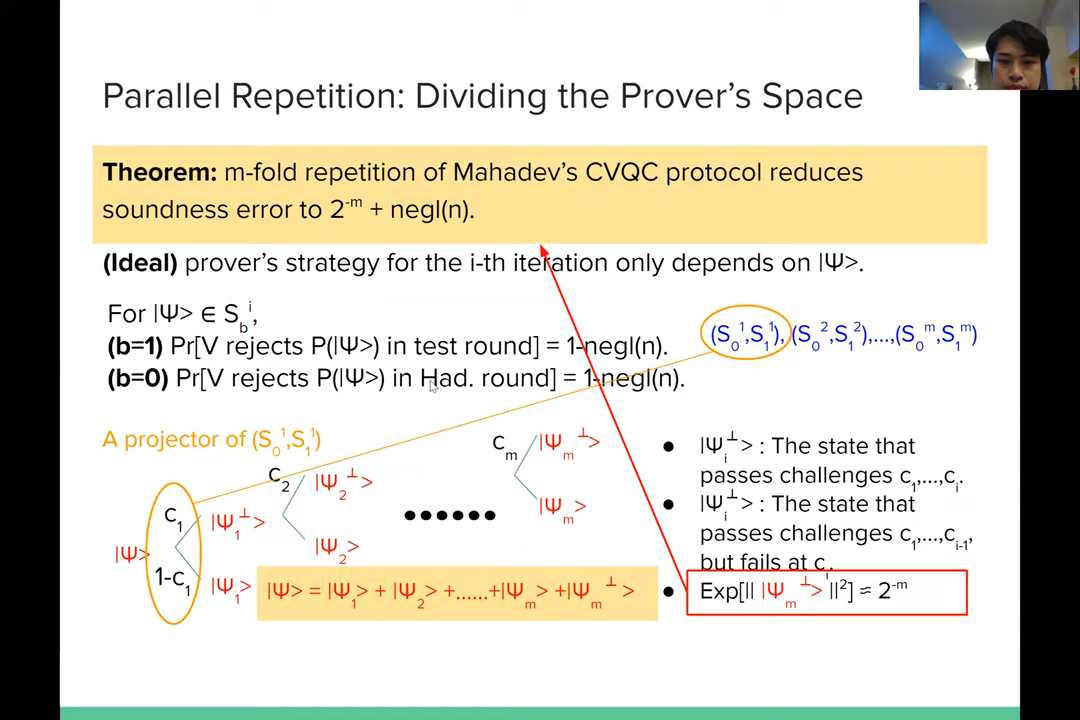 Parallel Repetition: Dividing the Prover's Space
Theorem: m-fold repetition of Mahadev's CVQC protocol reduces
soundness error to 2^-m + negl(n).
(Ideal) prover's strategy for the i-th iteration only depends on |Ψ>.
For |Ψ> ∈ S_b^i,
(b=1) Pr[V rejects P(|Ψ>) in test round] = 1-negl(n).
(b=0) Pr[V rejects P(|Ψ>) in Had. round] = 1-negl(n).
(S_0^1,S_1^1), (S_0^2,S_1^2),...,(S_0^m,S_1^m)
A projector of (S_0^1,S_1^1)
|Ψ>
c_1
1-c_1
|Ψ_1^⊥>
|Ψ_1>
c_2
|Ψ_2^⊥>
|Ψ_2>
c_m
|Ψ_m^⊥>
|Ψ_m>
|Ψ> = |Ψ_1> + |Ψ_2> +......+|Ψ_m> +|Ψ_m^⊥>
● |Ψ_i^⊥> : The state that
passes challenges c_1,...,c_i.
● |Ψ_i^⊥> : The state that
passes challenges c_1,...,c_i-1,
but fails at c_i
● Exp[|| |Ψ_m^⊥> ||^2] ≈ 2^-m